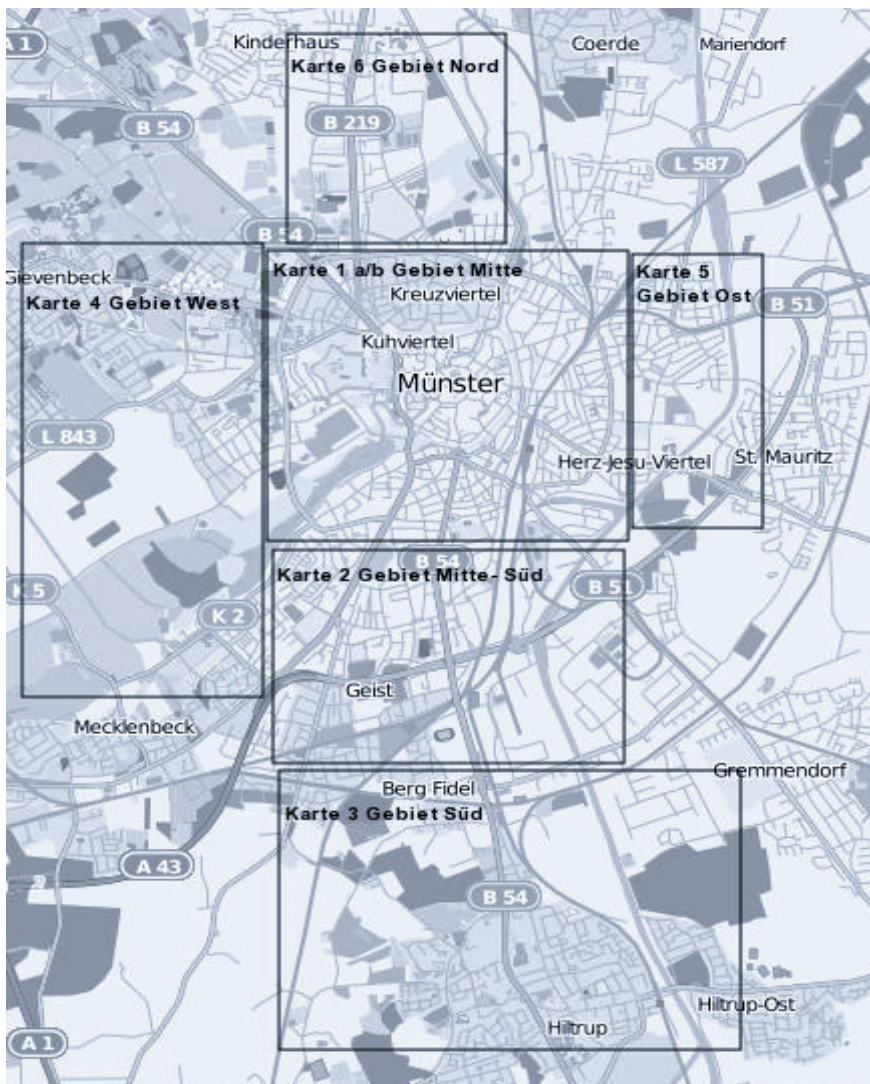 A 1
Kinderhaus
Coerde
Mariendorf
Karte 6 Gebiet Nord
B 54
B 219
L 587
B 54
Gievenbeck
Karte 1 a/b Gebiet Mitte
Karte 5
Gebiet Ost
Karte 4 Gebiet West
Kreuzviertel
B 51
Kuhviertel
Münster
L 843
Herz-Jesu-Viertel
St. Mauritz
B 54
Karte 2 Gebiet Mitte- Süd
B 51
K 5
K 2
Geist
Mecklenbeck
Gremmendorf
Berg Fidel
Karte 3 Gebiet Süd
A 43
B 54
Hiltrup-Ost
Hiltrup
A 1